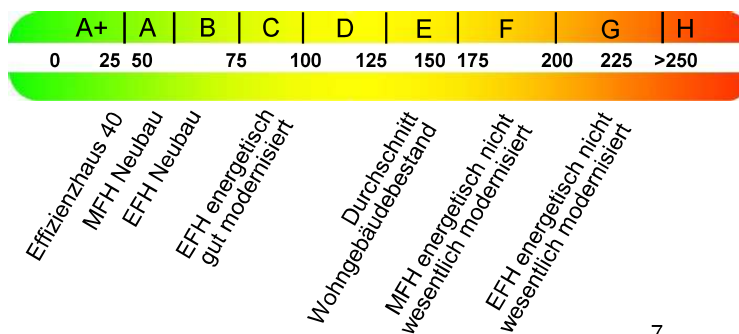 A+ A B C D E F G H
0 25 50 75 100 125 150 175 200 225 >250
Effizienzhaus 40
MFH Neubau
EFH Neubau
EFH energetisch
gut modernisiert
Durchschnitt
Wohngebäudebestand
MFH energetisch nicht
wesentlich modernisiert
EFH energetisch nicht
wesentlich modernisiert
7